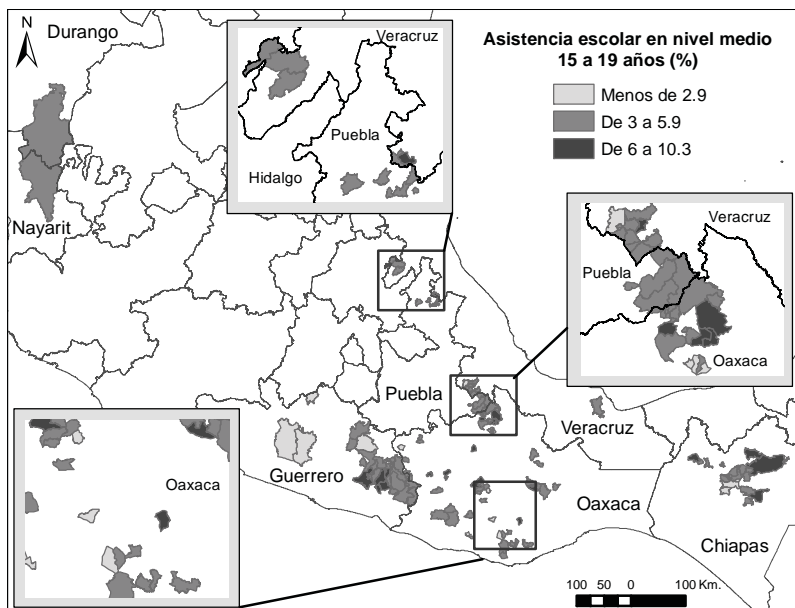 Durango
N
Veracruz
Puebla
Hidalgo
Asistencia escolar en nivel medio
15 a 19 años (%)
Menos de 2.9
De 3 a 5.9
De 6 a 10.3
Nayarit
Veracruz
Puebla
Oaxaca
Puebla
Veracruz
Guerrero
Oaxaca
Oaxaca
Chiapas
100 50 0 100 Km.